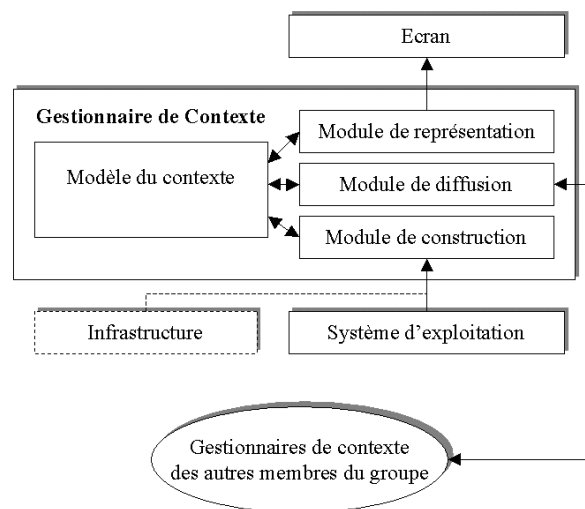 Ecran
Gestionnaire de Contexte
Module de représentation
Modèle du contexte
Module de diffusion
Module de construction
Infrastructure
Système d'exploitation
Gestionnaires de contexte
des autres membres du groupe